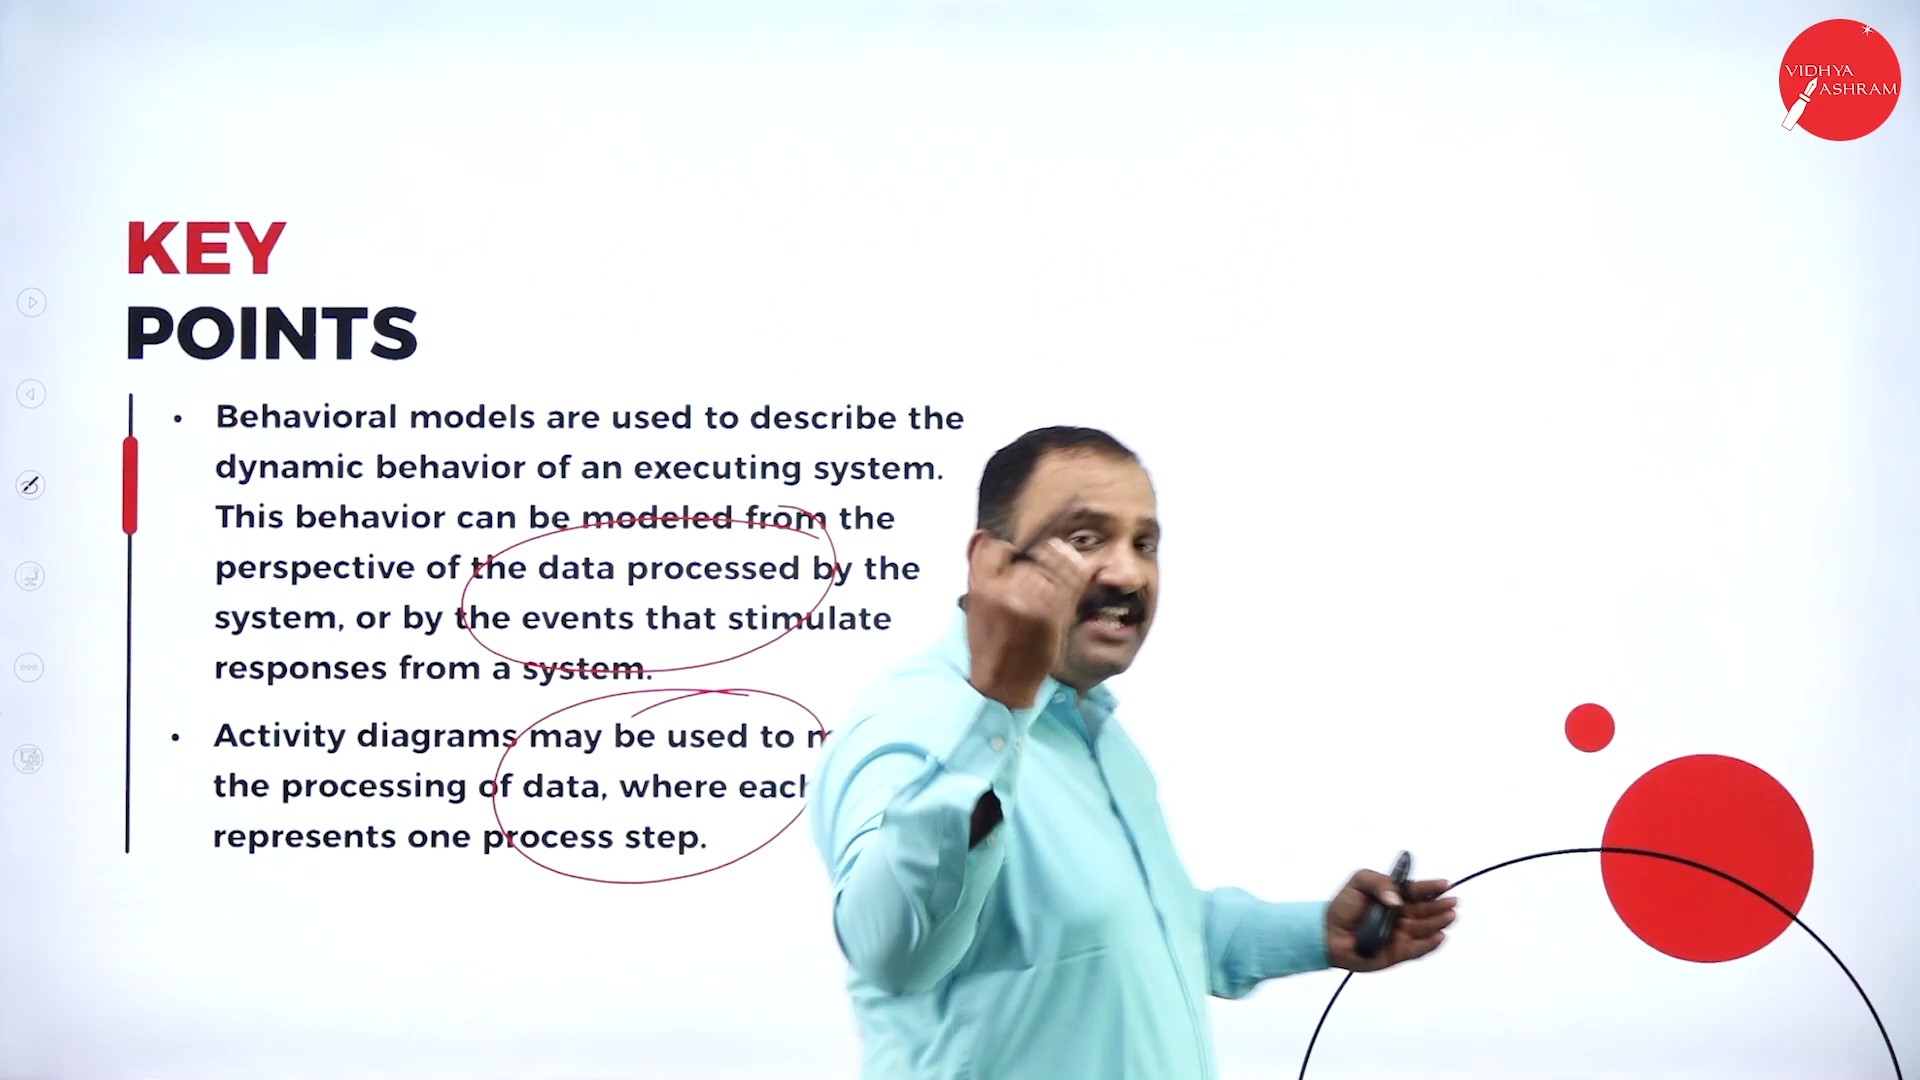 VIDHYA
ASHRAM
KEY
POINTS
• Behavioral models are used to describe the
dynamic behavior of an executing system.
This behavior can be modeled from the
perspective of the data processed by the
system, or by the events that stimulate
responses from a system.
• Activity diagrams may be used to
the processing of data, where each
represents one process step.